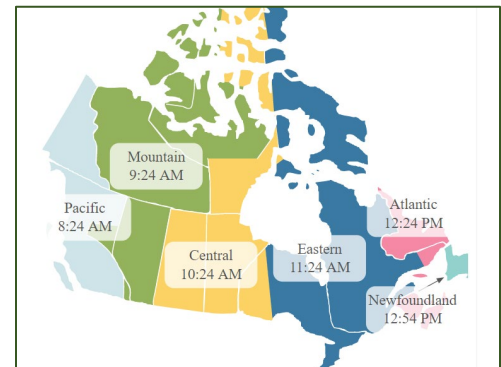 Mountain
9:24 AM
Pacific
8:24 AM
Central
10:24 AM
Eastern
11:24 AM
Atlantic
12:24 PM
Newfoundland
12:54 PM